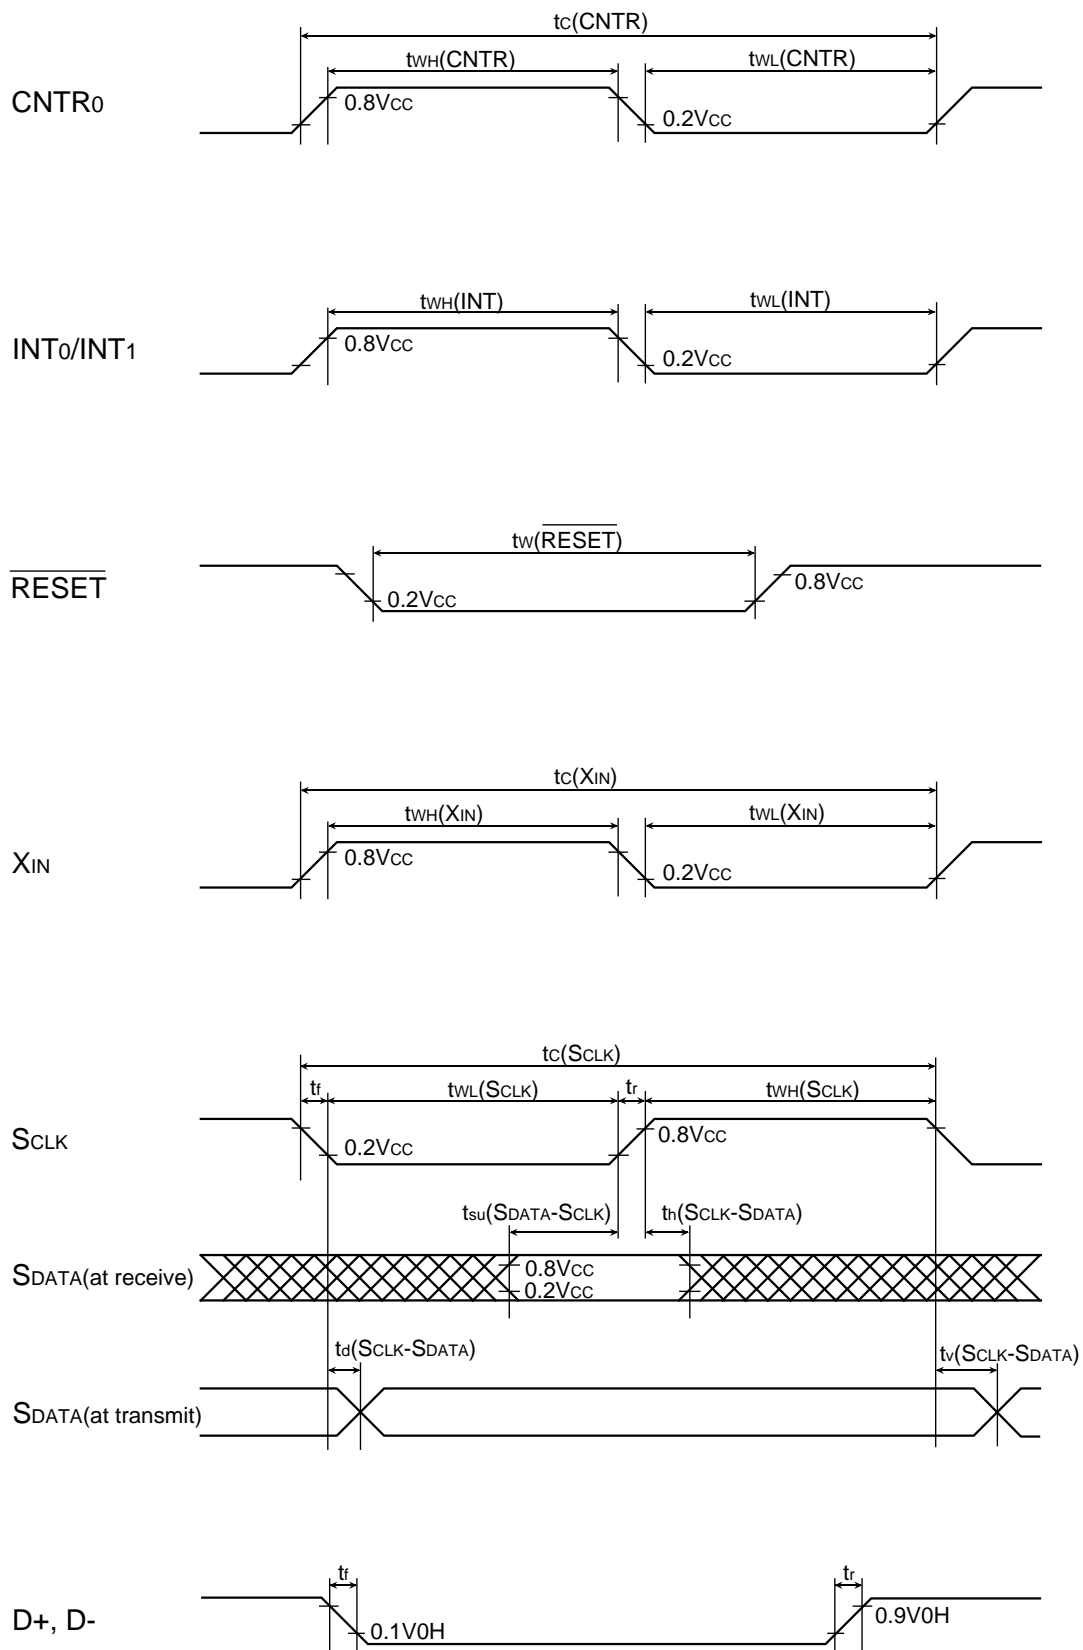 tC(CNTR)
tWH(CNTR) tWL(CNTR)
CNTR0
0.8VCC
0.2VCC
tWH(INT) tWL(INT)
INT0/INT1
0.8VCC
0.2VCC
tW(RESET)
RESET
0.2VCC
0.8VCC
tC(XIN)
tWH(XIN) tWL(XIN)
XIN
0.8VCC
0.2VCC
tC(SCLK)
tf tWL(SCLK) tr tWH(SCLK)
SCLK
0.2VCC
0.8VCC
tsu(SDATA-SCLK) th(SCLK-SDATA)
SDATA(at receive)
0.8VCC
0.2VCC
td(SCLK-SDATA) tv(SCLK-SDATA)
SDATA(at transmit)
tf tr
D+, D-
0.1V0H
0.9V0H